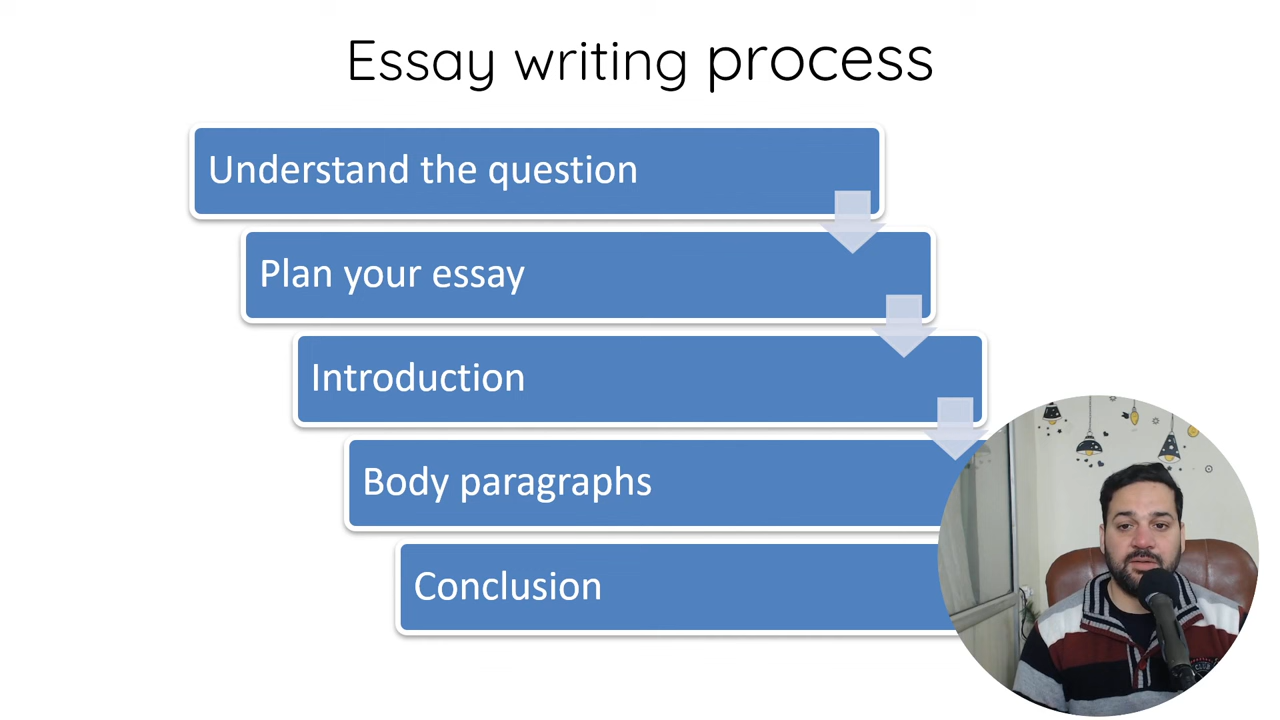 Essay writing process
Understand the question
Plan your essay
Introduction
Body paragraphs
Conclusion